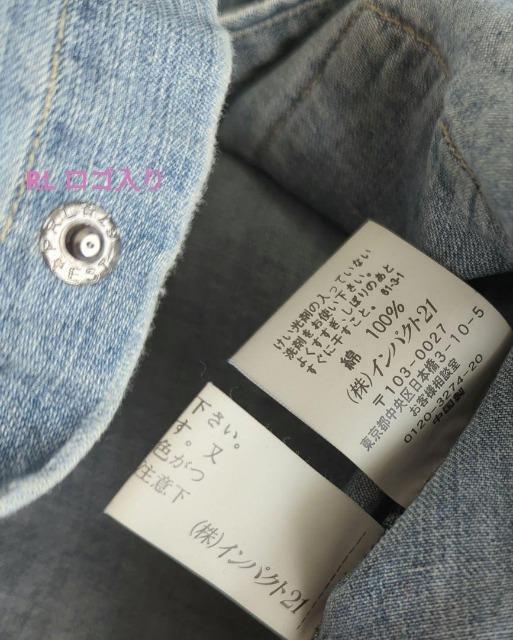 RL ロゴ入り
けい光剤の入っていない
洗剤をお使い下さい。
よくすすぎ、しぼりのあと
すぐに干すこと。 61-3-1
綿 100%
(株)インパクト21
〒103-0027
東京都中央区日本橋3-10-5
お客様相談室
0120-3274-20
中国製
下さい。
す。又
色がつ
注意下
(株)インパクト21